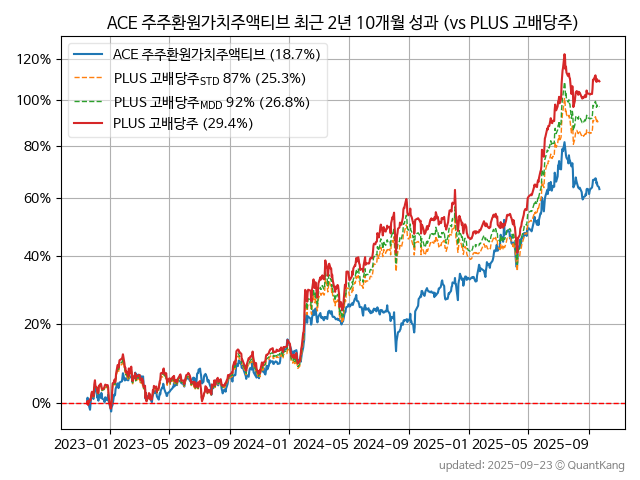 ACE 주주환원가치주액티브 최근 2년 10개월 성과 (vs PLUS 고배당주)
ACE 주주환원가치주액티브 (18.7%)
PLUS 고배당주STD 87% (25.3%)
PLUS 고배당주MDD 92% (26.8%)
PLUS 고배당주 (29.4%)
120%
100%
80%
60%
40%
20%
0%
2023-01 2023-05 2023-09 2024-01 2024-05 2024-09 2025-01 2025-05 2025-09
updated: 2025-09-23 © QuantKang